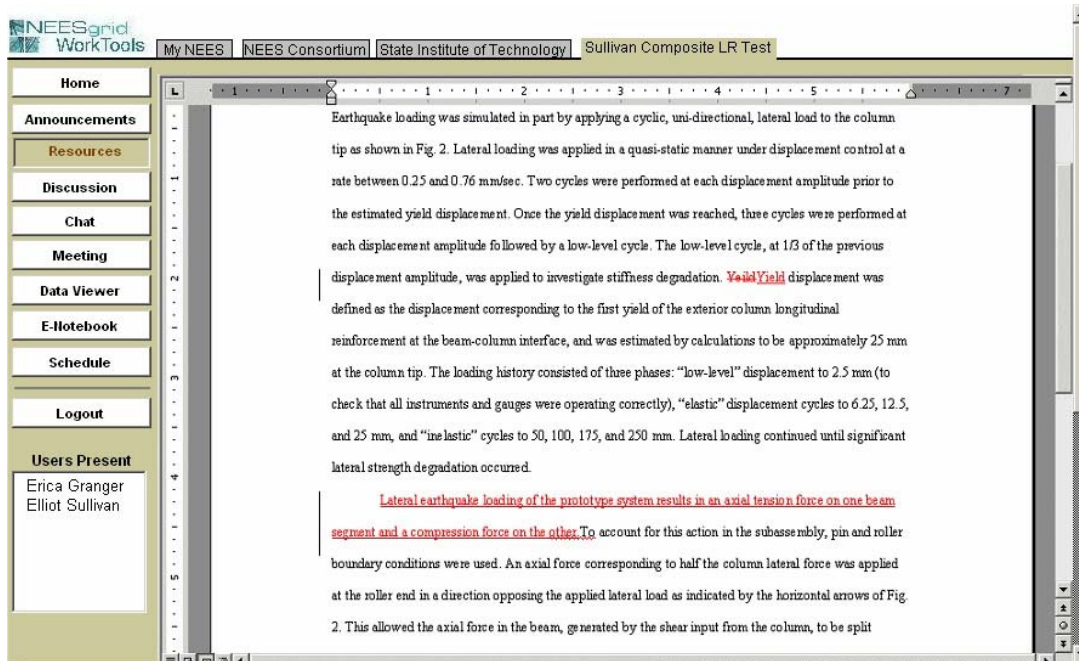 NEESgrid
WorkTools
My NEES
NEES Consortium
State Institute of Technology
Sullivan Composite LR Test
Home
Announcements
Resources
Discussion
Chat
Meeting
Data Viewer
E-Notebook
Schedule
Logout
Users Present
Erica Granger
Elliot Sullivan
L
1 1 2 3 4 5 7
1
2
3
4
5
Earthquake loading was simulated in part by applying a cyclic, uni-directional, lateral load to the column
tip as shown in Fig. 2. Lateral loading was applied in a quasi-static manner under displacement control at a
rate between 0.25 and 0.76 mm/sec. Two cycles were performed at each displacement amplitude prior to
the estimated yield displacement. Once the yield displacement was reached, three cycles were performed at
each displacement amplitude followed by a low-level cycle. The low-level cycle, at 1/3 of the previous
displacement amplitude, was applied to investigate stiffness degradation. YeildYield displacement was
defined as the displacement corresponding to the first yield of the exterior column longitudinal
reinforcement at the beam-column interface, and was estimated by calculations to be approximately 25 mm
at the column tip. The loading history consisted of three phases: “low-level” displacement to 2.5 mm (to
check that all instruments and gauges were operating correctly), “elastic” displacement cycles to 6.25, 12.5,
and 25 mm, and “inelastic” cycles to 50, 100, 175, and 250 mm. Lateral loading continued until significant
lateral strength degradation occurred.
Lateral earthquake loading of the prototype system results in an axial tension force on one beam
segment and a compression force on the other.To account for this action in the subassembly, pin and roller
boundary conditions were used. An axial force corresponding to half the column lateral force was applied
at the roller end in a direction opposing the applied lateral load as indicated by the horizontal arrows of Fig.
2. This allowed the axial force in the beam, generated by the shear input from the column, to be split